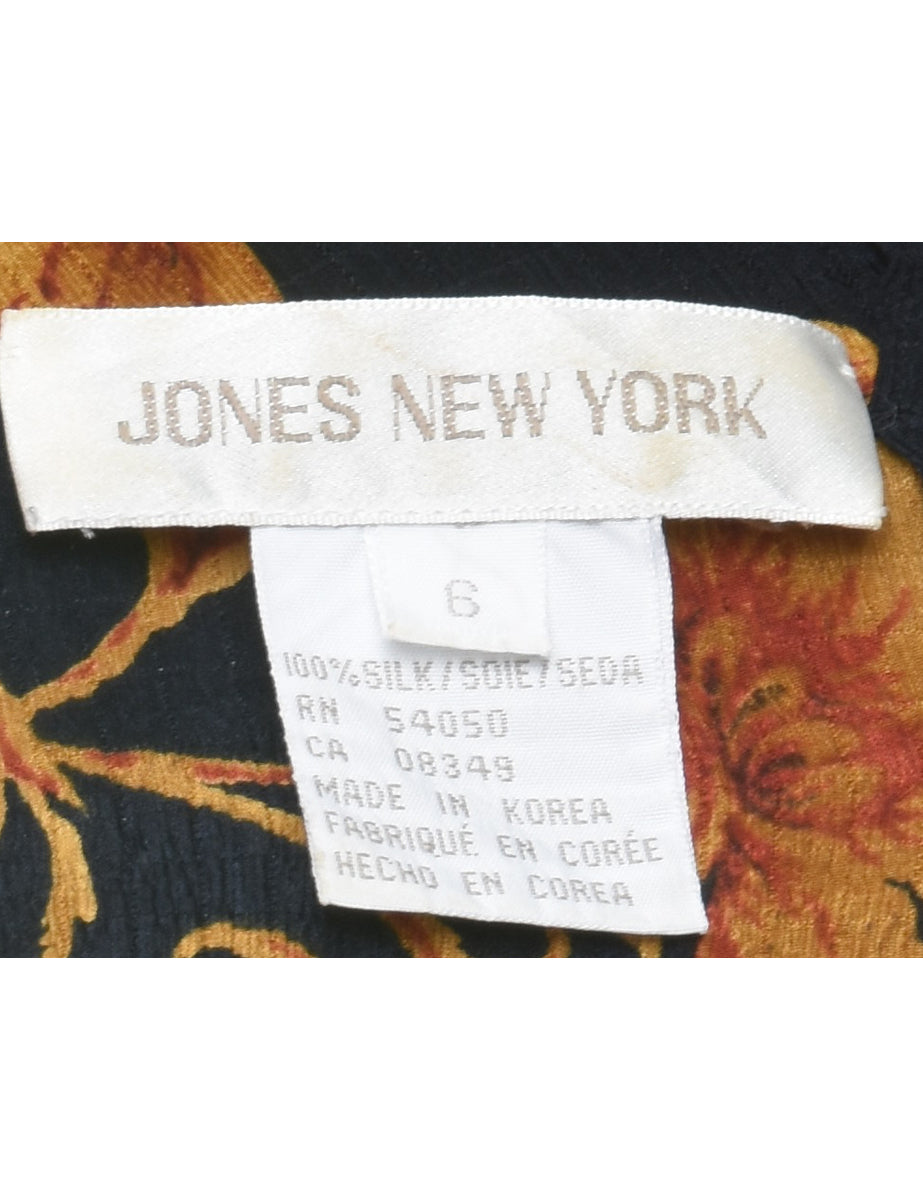 JONES NEW YORK
6
100% SILK/SOIE/SEDA
RN 54050
CA 08349
MADE IN KOREA
FABRIQUÉ EN CORÉE
HECHO EN COREA